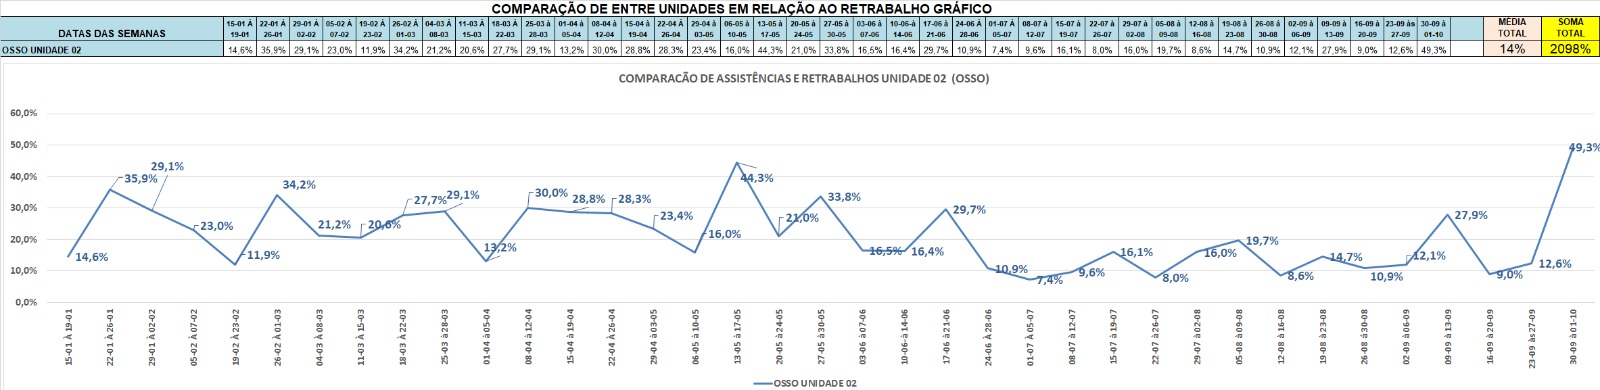 COMPARAÇÃO DE ENTRE UNIDADES EM RELAÇÃO AO RETRABALHO GRÁFICO
DATAS DAS SEMANAS 15-01 À 19-01 22-01 À 26-01 29-01 À 02-02 05-02 À 07-02 19-02 À 23-02 26-02 À 01-03 04-03 À 08-03 11-03 À 15-03 18-03 À 22-03 25-03 à 28-03 01-04 à 05-04 08-04 à 12-04 15-04 à 19-04 22-04 À 26-04 29-04 À 03-05 06-05 à 10-05 13-05 à 17-05 20-05 à 24-05 27-05 à 30-05 03-06 à 07-06 10-06 à 14-06 17-06 à 21-06 24-06 À 28-06 01-07 À 05-07 08-07 à 12-07 15-07 à 19-07 22-07 À 26-07 29-07 À 02-08 05-08 à 09-08 12-08 à 16-08 19-08 à 23-08 26-08 à 30-08 02-09 à 06-09 09-09 à 13-09 16-09 à 20-09 23-09 às 27-09 30-09 à 01-10 MÉDIA TOTAL SOMA TOTAL
OSSO UNIDADE 02 14,6% 35,9% 29,1% 23,0% 11,9% 34,2% 21,2% 20,6% 27,7% 29,1% 13,2% 30,0% 28,8% 28,3% 23,4% 16,0% 44,3% 21,0% 33,8% 16,5% 16,4% 29,7% 10,9% 7,4% 9,6% 16,1% 8,0% 16,0% 19,7% 8,6% 14,7% 10,9% 12,1% 27,9% 9,0% 12,6% 49,3% 14% 2098%
COMPARACÃO DE ASSISTÊNCIAS E RETRABALHOS UNIDADE 02 (OSSO)
60,0%
50,0%
40,0%
30,0%
20,0%
10,0%
0,0%
14,6% 35,9% 29,1% 23,0% 11,9% 34,2% 21,2% 20,6% 27,7% 29,1% 13,2% 30,0% 28,8% 28,3% 23,4% 16,0% 44,3% 21,0% 33,8% 16,5% 16,4% 29,7% 10,9% 7,4% 9,6% 16,1% 8,0% 16,0% 19,7% 8,6% 14,7% 10,9% 12,1% 27,9% 9,0% 12,6% 49,3%
15-01 À 19-01
22-01 À 26-01
29-01 À 02-02
05-02 À 07-02
19-02 À 23-02
26-02 À 01-03
04-03 À 08-03
11-03 À 15-03
18-03 À 22-03
25-03 à 28-03
01-04 à 05-04
08-04 à 12-04
15-04 à 19-04
22-04 À 26-04
29-04 À 03-05
06-05 à 10-05
13-05 à 17-05
20-05 à 24-05
27-05 à 30-05
03-06 à 07-06
10-06- à 14-06
17-06 à 21-06
24-06 À 28-06
01-07 À 05-07
08-07 à 12-07
15-07 à 19-07
22-07 À 26-07
29-07 À 02-08
05-08 à 09-08
12-08 à 16-08
19-08 à 23-08
26-08 à 30-08
02-09 à 06-09
09-09 à 13-09
16-09 à 20-09
23-09 às 27-09
30-09 à 01-10
OSSO UNIDADE 02